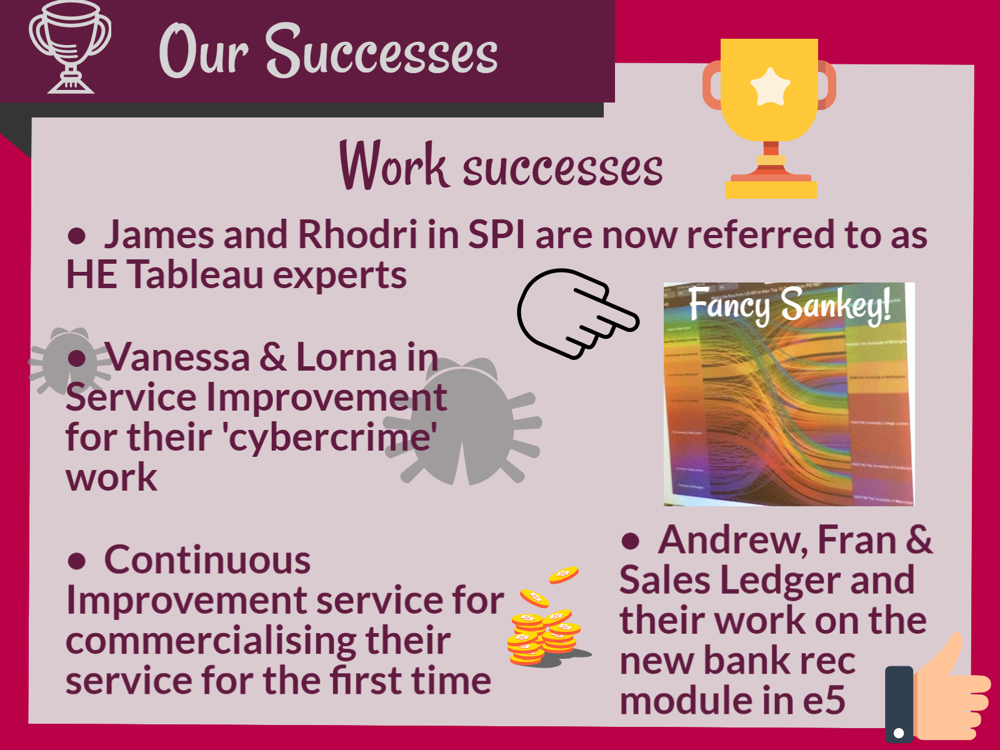 Our Successes
Work successes
● James and Rhodri in SPI are now referred to as
HE Tableau experts
Fancy Sankey!
● Vanessa & Lorna in
Service Improvement
for their 'cybercrime'
work
● Continuous
Improvement service for
commercialising their
service for the first time
● Andrew, Fran &
Sales Ledger and
their work on the
new bank rec
module in e5